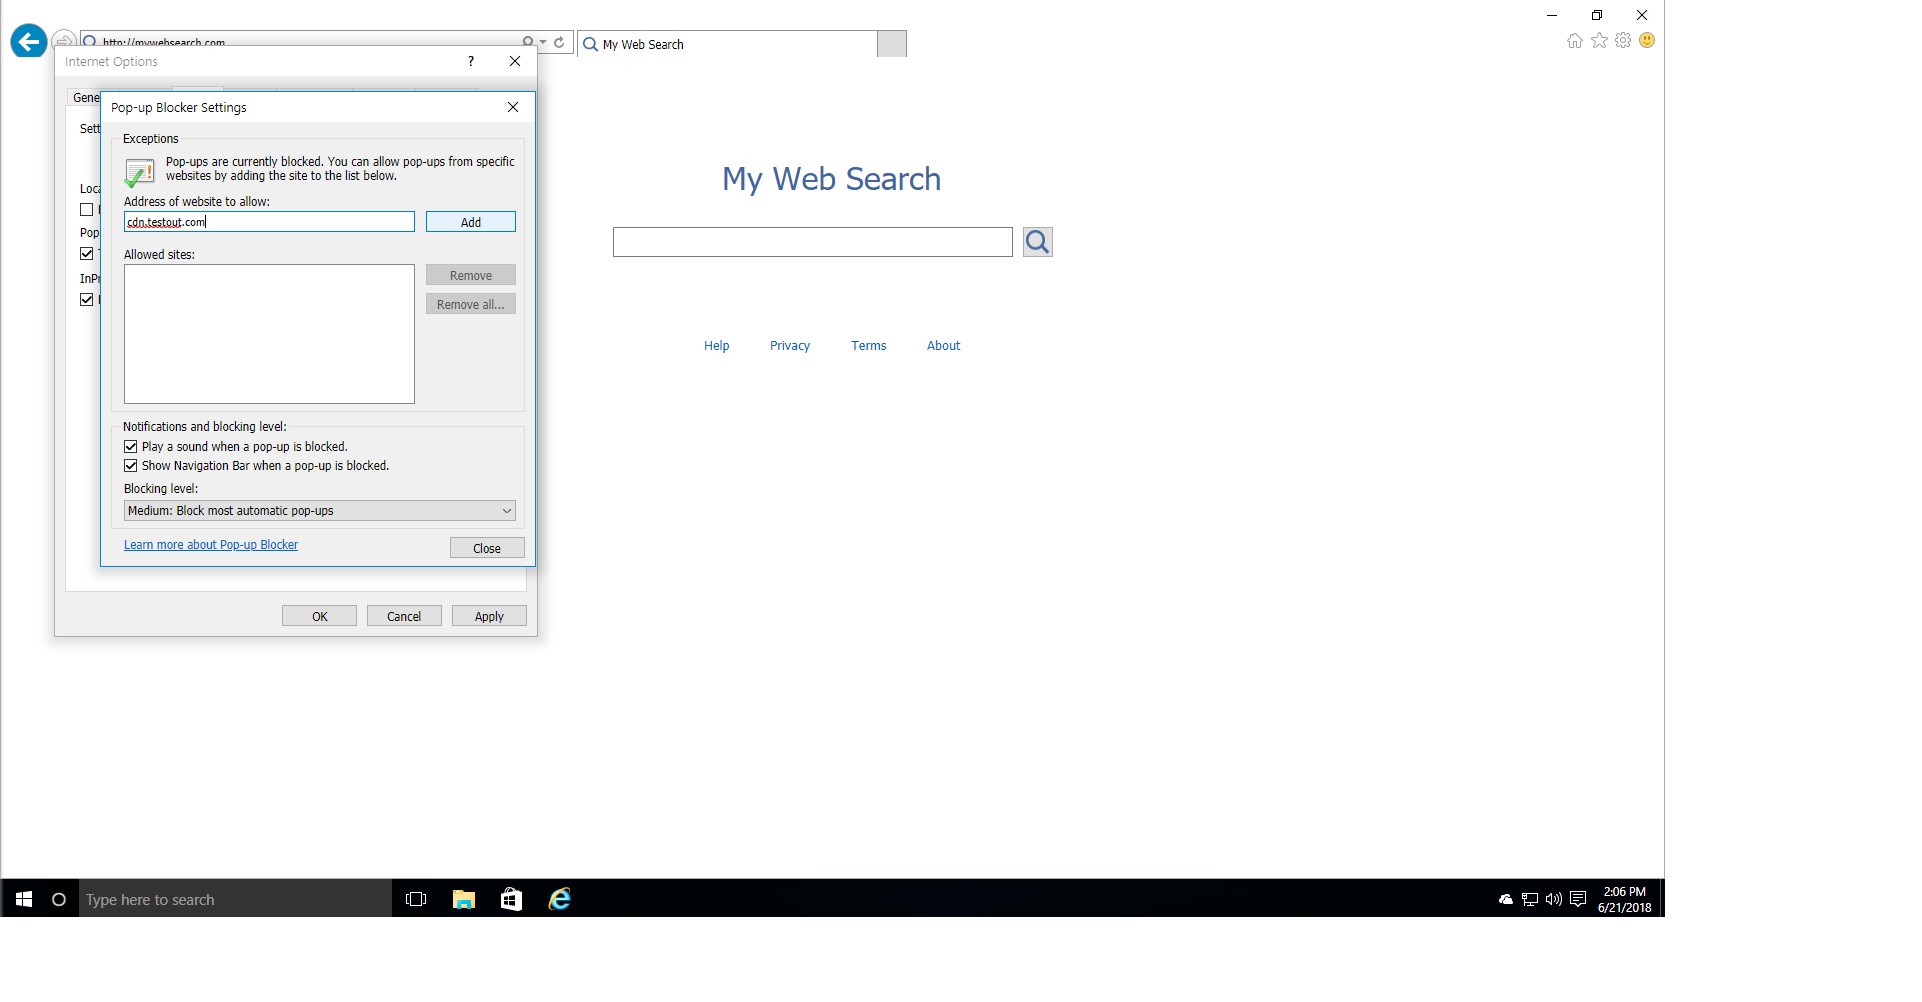 http://mywebsearch.com
My Web Search
Internet Options
?
Gene
Pop-up Blocker Settings
Sett
Exceptions
Pop-ups are currently blocked. You can allow pop-ups from specific
websites by adding the site to the list below.
Loca
Address of website to allow:
cdn.testout.com
Add
Pop
Allowed sites:
InPr
Remove
Remove all...
Notifications and blocking level:
Play a sound when a pop-up is blocked.
Show Navigation Bar when a pop-up is blocked.
Blocking level:
Medium: Block most automatic pop-ups
Learn more about Pop-up Blocker
Close
OK
Cancel
Apply
My Web Search
Help
Privacy
Terms
About
Type here to search
2:06 PM
6/21/2018